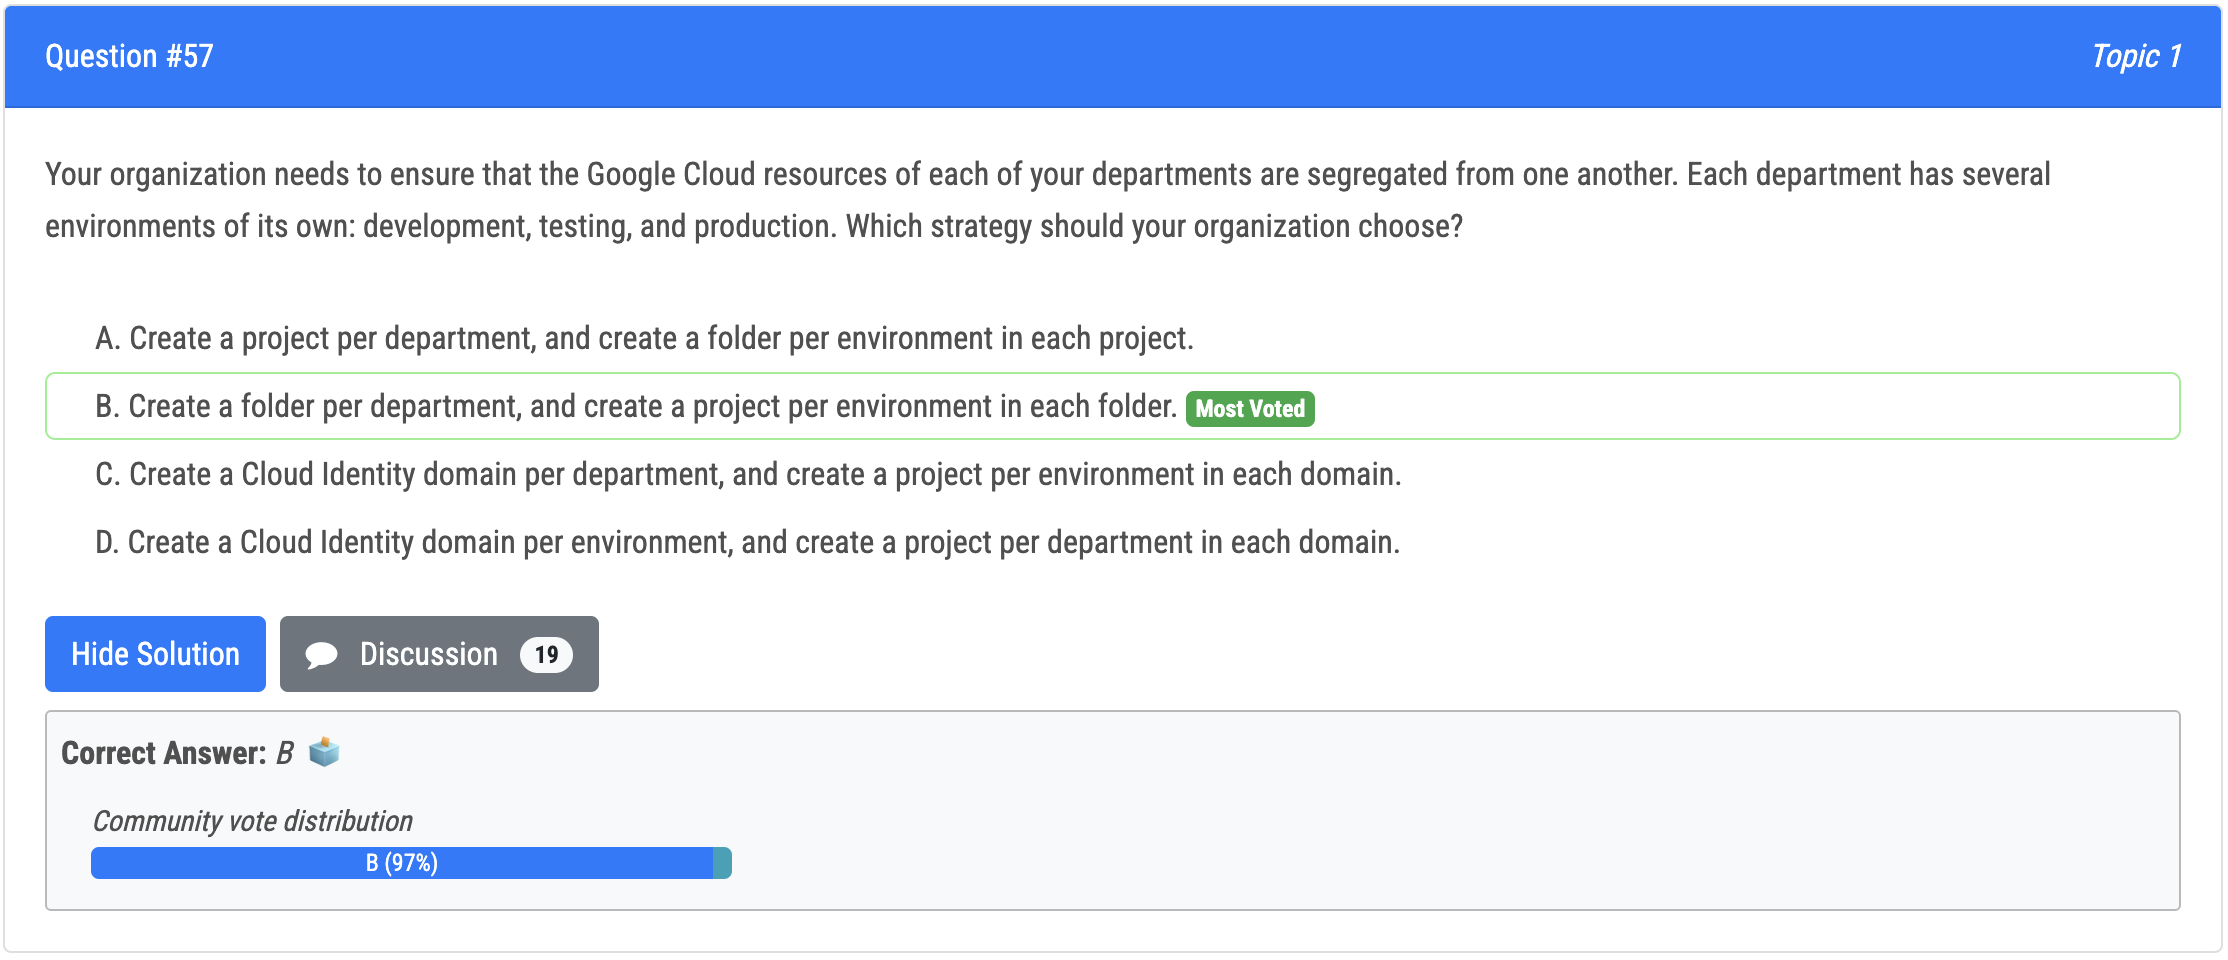 Question #57
Topic 1
Your organization needs to ensure that the Google Cloud resources of each of your departments are segregated from one another. Each department has several
environments of its own: development, testing, and production. Which strategy should your organization choose?
A. Create a project per department, and create a folder per environment in each project.
B. Create a folder per department, and create a project per environment in each folder. Most Voted
C. Create a Cloud Identity domain per department, and create a project per environment in each domain.
D. Create a Cloud Identity domain per environment, and create a project per department in each domain.
Hide Solution
Discussion 19
Correct Answer: B
Community vote distribution
B (97%)